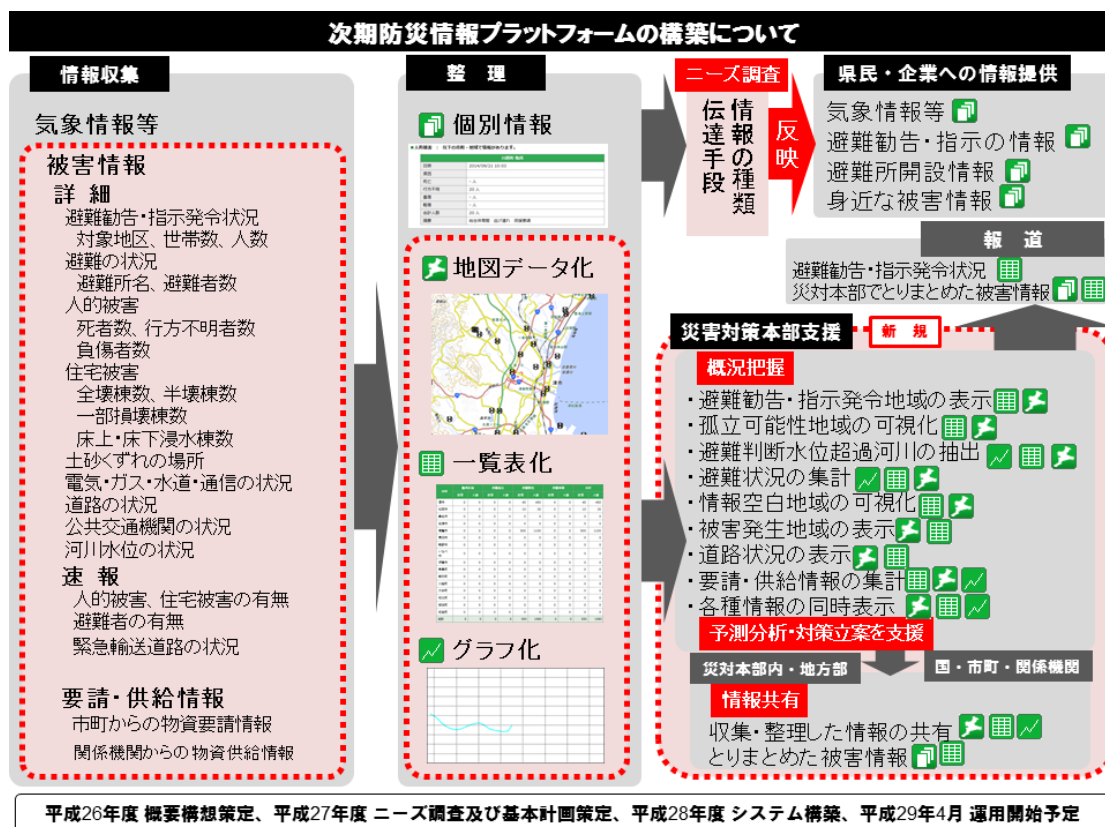 次期防災情報プラットフォームの構築について
情報収集
気象情報等
被害情報
詳細
避難勧告・指示発令状況
対象地区、世帯数、人数
避難の状況
避難所名、避難者数
人的被害
死者数、行方不明者数
負傷者数
住宅被害
全壊棟数、半壊棟数
一部損壊棟数
床上・床下浸水棟数
土砂くずれの場所
電気・ガス・水道・通信の状況
道路の状況
公共交通機関の状況
河川水位の状況
速報
人的被害、住宅被害の有無
避難者の有無
緊急輸送道路の状況
要請・供給情報
市町からの物資要請情報
関係機関からの物資供給情報
整理
個別情報
地図データ化
一覧表化
グラフ化
ニーズ調査
情報の種類
伝達手段
反映
県民・企業への情報提供
気象情報等
避難勧告・指示の情報
避難所開設情報
身近な被害情報
報道
避難勧告・指示発令状況
災対本部でとりまとめた被害情報
災害対策本部支援
新規
概況把握
・避難勧告・指示発令地域の表示
・孤立可能性地域の可視化
・避難判断水位超過河川の抽出
・避難状況の集計
・情報空白地域の可視化
・被害発生地域の表示
・道路状況の表示
・要請・供給情報の集計
・各種情報の同時表示
予測分析・対策立案を支援
災対本部内・地方部
国・市町・関係機関
情報共有
収集・整理した情報の共有
とりまとめた被害情報
平成26年度 概要構想策定、平成27年度 ニーズ調査及び基本計画策定、平成28年度 システム構築、平成29年4月 運用開始予定